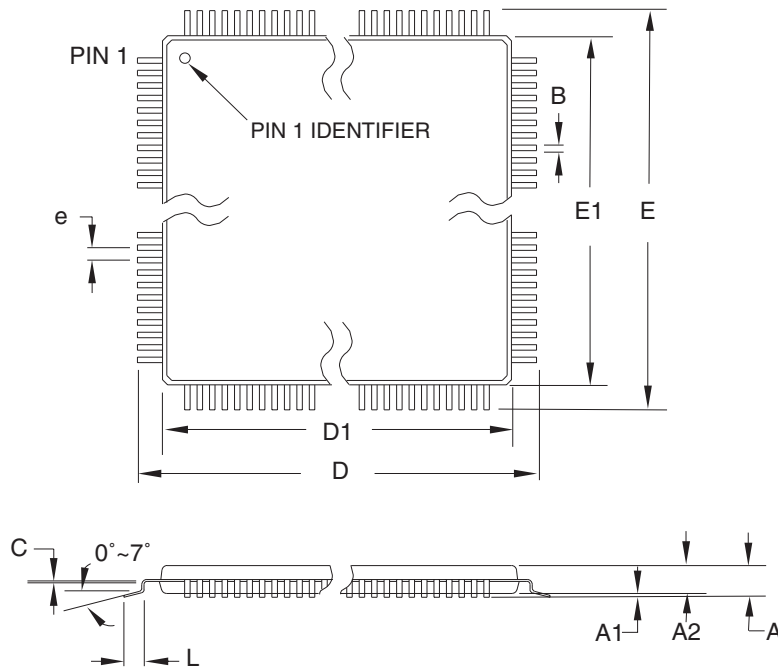 PIN 1
B
PIN 1 IDENTIFIER
e
E1
E
D1
D
C
0°~7°
A1
A2
A
L